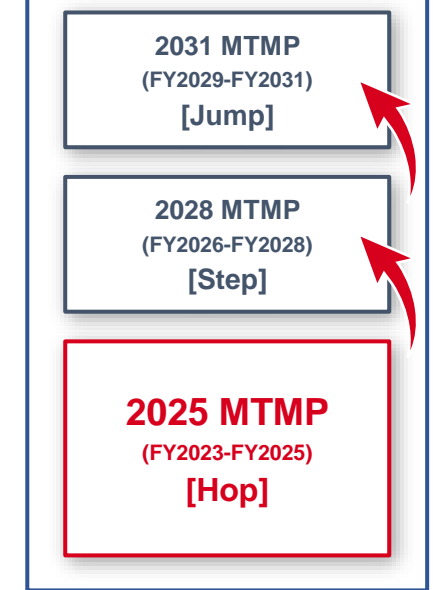 2031 MTMP
(FY2029-FY2031)
[Jump]
2028 MTMP
(FY2026-FY2028)
[Step]
2025 MTMP
(FY2023-FY2025)
[Hop]